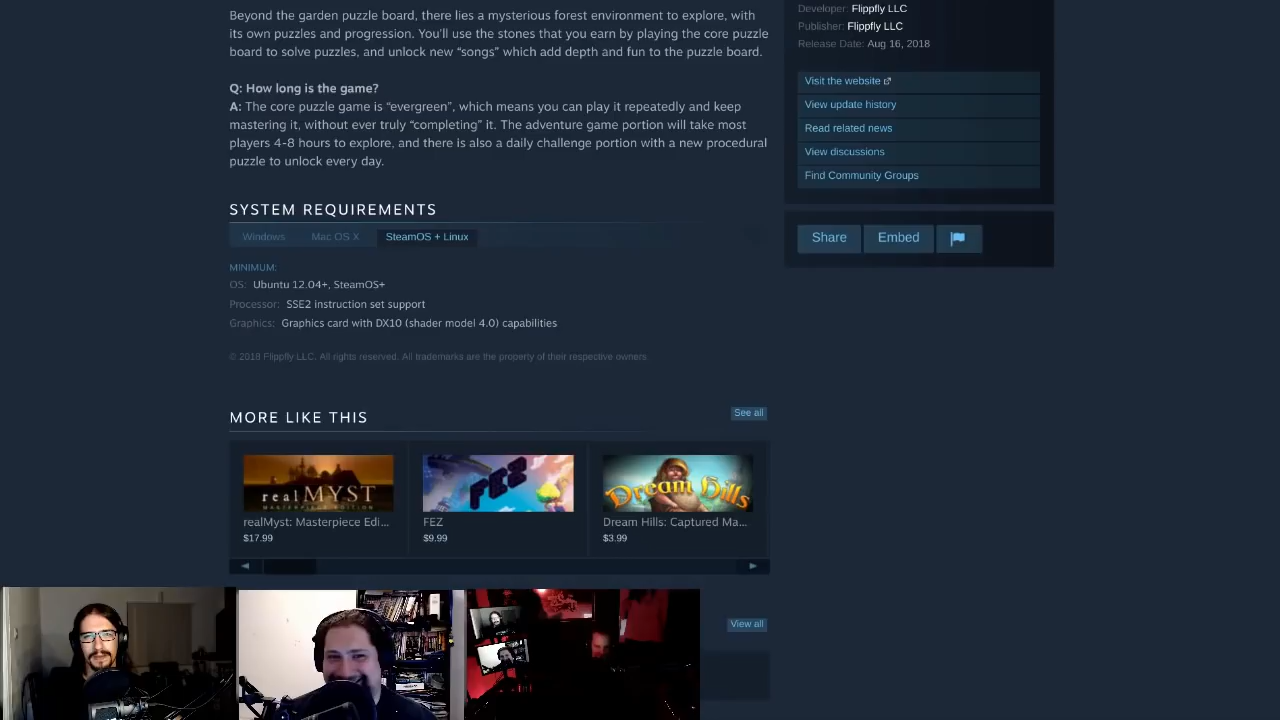 Beyond the garden puzzle board, there lies a mysterious forest environment to explore, with
its own puzzles and progression. You'll use the stones that you earn by playing the core puzzle
board to solve puzzles, and unlock new “songs” which add depth and fun to the puzzle board.
Q: How long is the game?
A: The core puzzle game is “evergreen”, which means you can play it repeatedly and keep
mastering it, without ever truly “completing” it. The adventure game portion will take most
players 4-8 hours to explore, and there is also a daily challenge portion with a new procedural
puzzle to unlock every day.
SYSTEM REQUIREMENTS
Windows Mac OS X SteamOS + Linux
MINIMUM:
OS: Ubuntu 12.04+, SteamOS+
Processor: SSE2 instruction set support
Graphics: Graphics card with DX10 (shader model 4.0) capabilities
© 2018 Flippfly LLC. All rights reserved. All trademarks are the property of their respective owners
MORE LIKE THIS
See all
realMYST
MASTERPIECE EDITION
FEZ
Dream Hills
realMyst: Masterpiece Edi...
FEZ
Dream Hills: Captured Ma...
$17.99
$9.99
$3.99
View all
Developer: Flippfly LLC
Publisher: Flippfly LLC
Release Date: Aug 16, 2018
Visit the website
View update history
Read related news
View discussions
Find Community Groups
Share
Embed